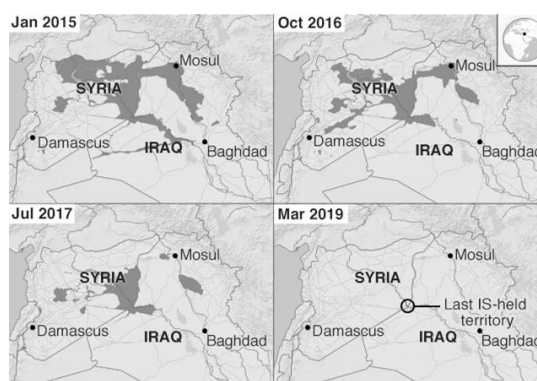 Jan 2015
Mosul
SYRIA
Damascus
IRAQ
Baghdad
Oct 2016
Mosul
SYRIA
Damascus
IRAQ
Baghdad
Jul 2017
Mosul
SYRIA
Damascus
IRAQ
Baghdad
Mar 2019
Mosul
SYRIA
Last IS-held
territory
Damascus
IRAQ
Baghdad